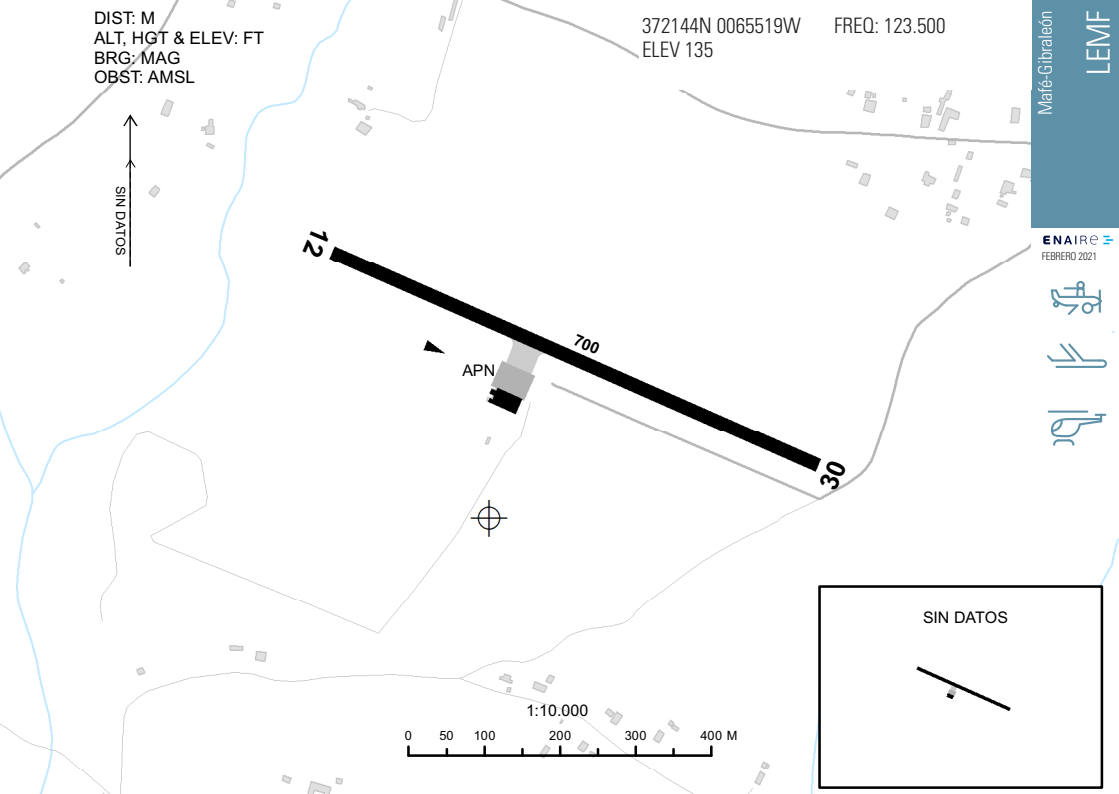 DIST: M
ALT, HGT & ELEV: FT
BRG: MAG
OBST: AMSL
372144N 0065519W FREQ: 123.500
ELEV 135
Mafé-Gibraleón
LEMF
ENAIRe
FEBRERO 2021
SIN DATOS
12
700
APN
30
SIN DATOS
1:10.000
0 50 100 200 300 400 M